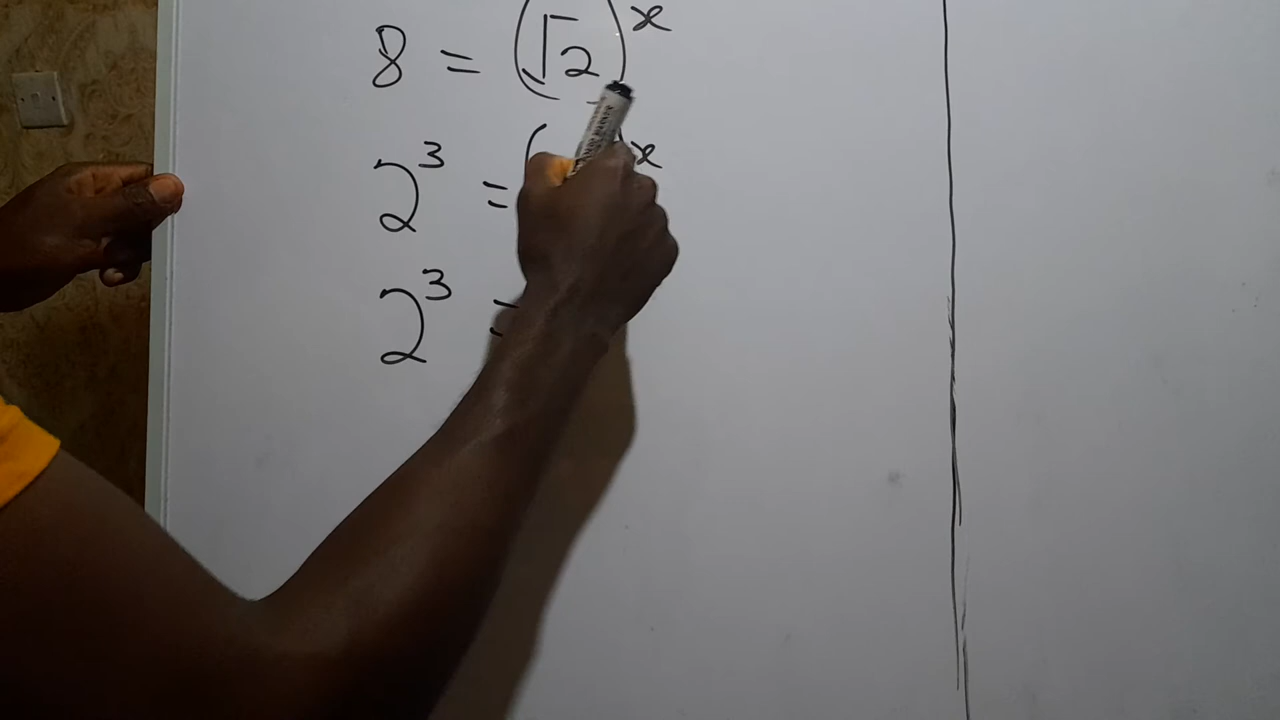 8 = (√2)^x
2^3 = ( x
2^3 =